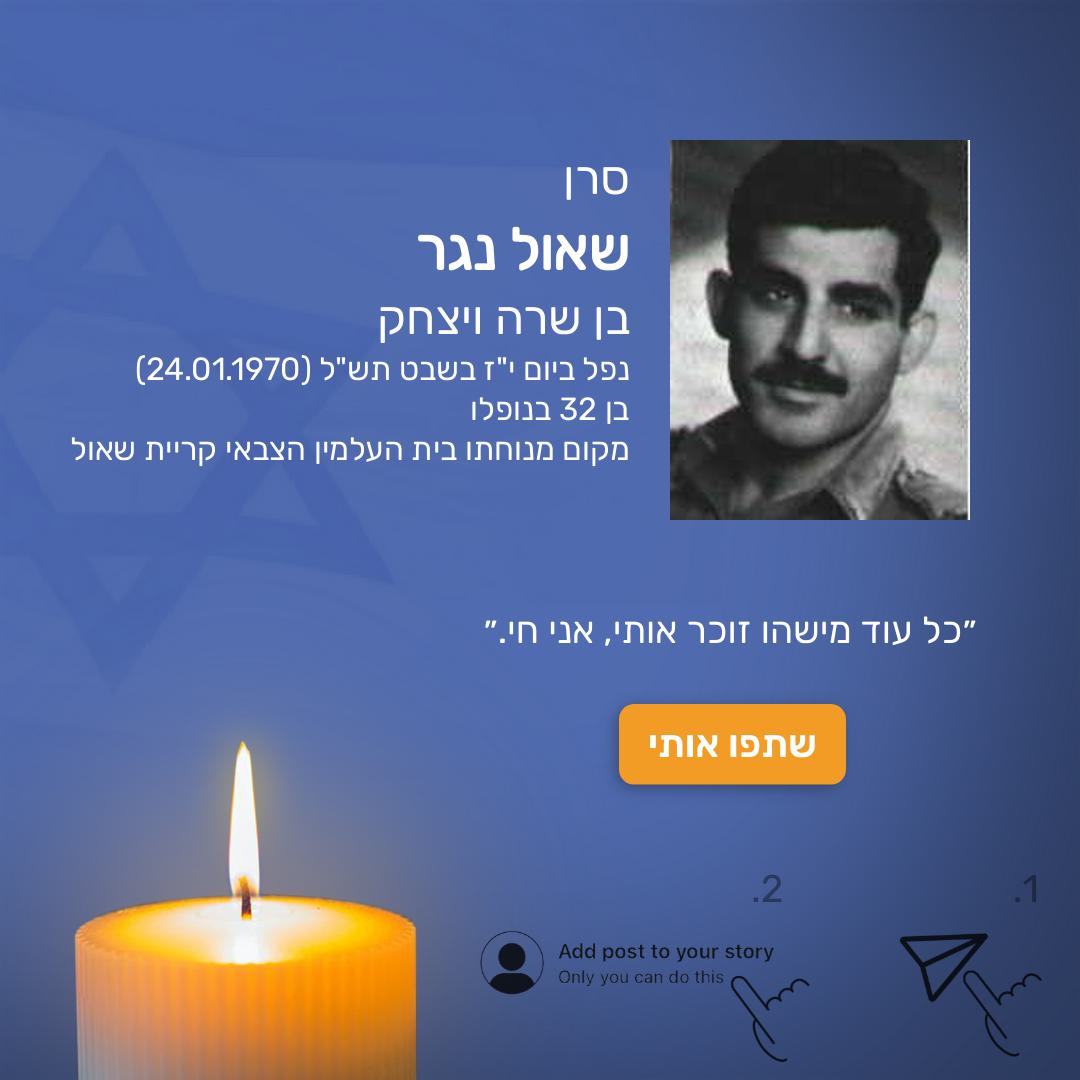 סרן
שאול נגר
בן שרה ויצחק
נפל ביום י"ז בשבט תש"ל (24.01.1970)
בן 32 בנופלו
מקום מנוחתו בית העלמין הצבאי קריית שאול
״כל עוד מישהו זוכר אותי, אני חי.״
שתפו אותי
1.
2.
Add post to your story
Only you can do this